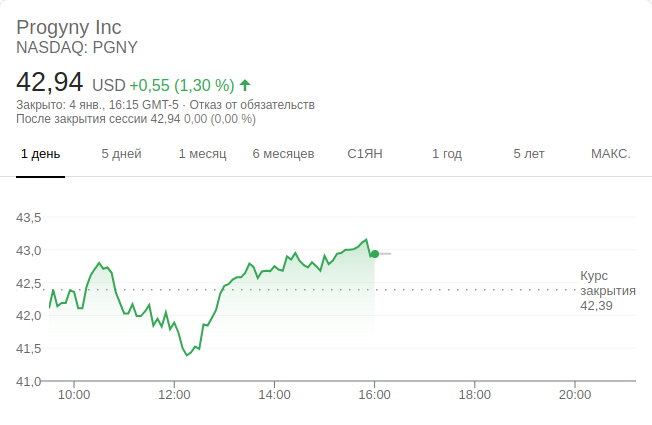 Progyny Inc
NASDAQ: PGNY
42,94 USD +0,55 (1,30 %)
Закрыто: 4 янв., 16:15 GMT-5 · Отказ от обязательств
После закрытия сессии 42,94 0,00 (0,00 %)
1 день 5 дней 1 месяц 6 месяцев С1ЯН 1 год 5 лет МАКС.
43,5
43,0
42,5
42,0
41,5
41,0
Курс
закрытия
42,39
10:00 12:00 14:00 16:00 18:00 20:00